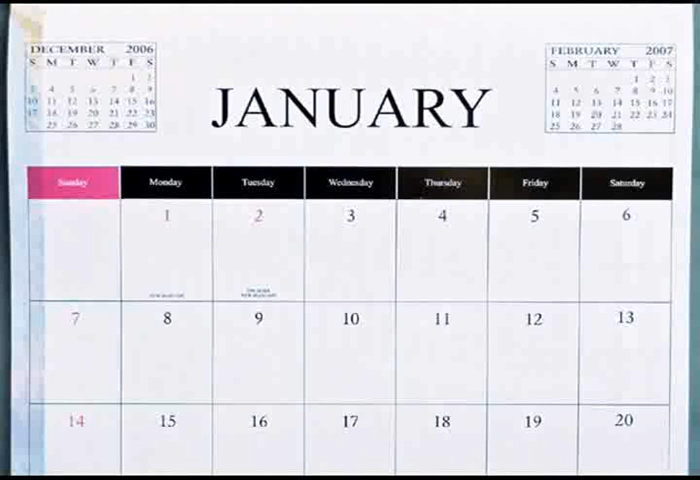 DECEMBER 2006
S M T W T F S
1 2
3 4 5 6 7 8 9
10 11 12 13 14 15 16
17 18 19 20 21 22 23
25 26 27 28 29 30
JANUARY
FEBRUARY 2007
S M T W T F S
1 2 3
4 5 6 7 8 9 10
11 12 13 14 15 16 17
18 19 20 21 22 23 24
25 26 27 28
Sunday Monday Tuesday Wednesday Thursday Friday Saturday
1 2 3 4 5 6
7 8 9 10 11 12 13
14 15 16 17 18 19 20